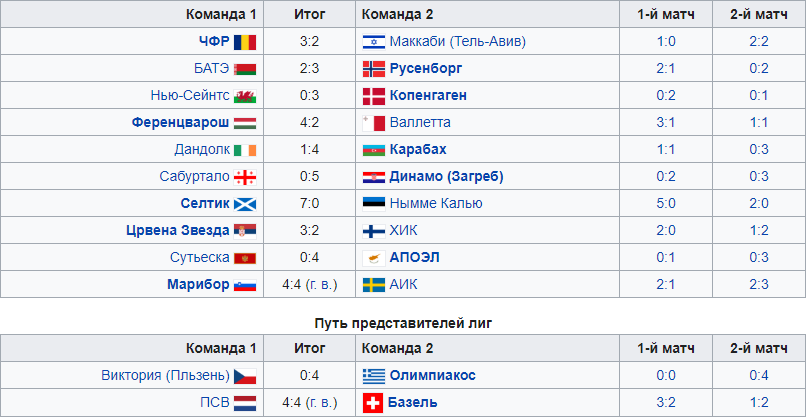 Команда 1 Итог Команда 2 1-й матч 2-й матч
ЧФР 3:2 Маккаби (Тель-Авив) 1:0 2:2
БАТЭ 2:3 Русенборг 2:1 0:2
Нью-Сейнтс 0:3 Копенгаген 0:2 0:1
Ференцварош 4:2 Валлетта 3:1 1:1
Дандолк 1:4 Карабах 1:1 0:3
Сабуртало 0:5 Динамо (Загреб) 0:2 0:3
Селтик 7:0 Нымме Калью 5:0 2:0
Црвена Звезда 3:2 ХИК 2:0 1:2
Сутьеска 0:4 АПОЭЛ 0:1 0:3
Марибор 4:4 (г. в.) АИК 2:1 2:3
Путь представителей лиг
Команда 1 Итог Команда 2 1-й матч 2-й матч
Виктория (Пльзень) 0:4 Олимпиакос 0:0 0:4
ПСВ 4:4 (г. в.) Базель 3:2 1:2